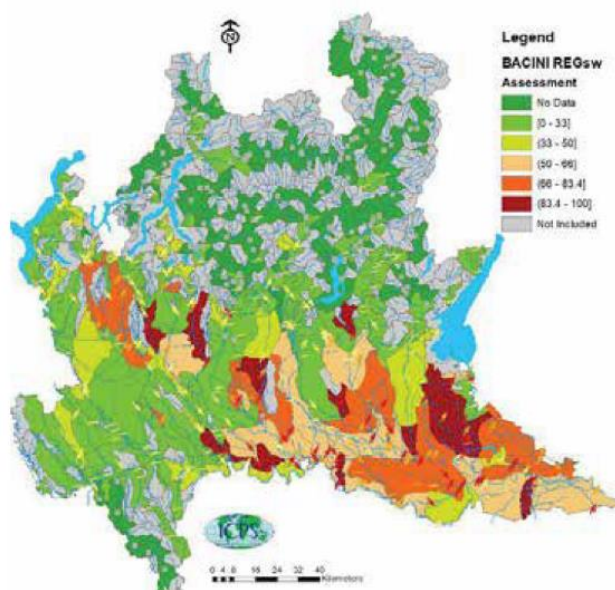 N
Legend
BACINI REGsw
Assessment
No Data
[0 - 33]
(33 - 50]
(50 - 66]
(66 - 83.4]
(83.4 - 100]
Not Included
ICPS
0 4 8 16 24 32 40
Kilometers